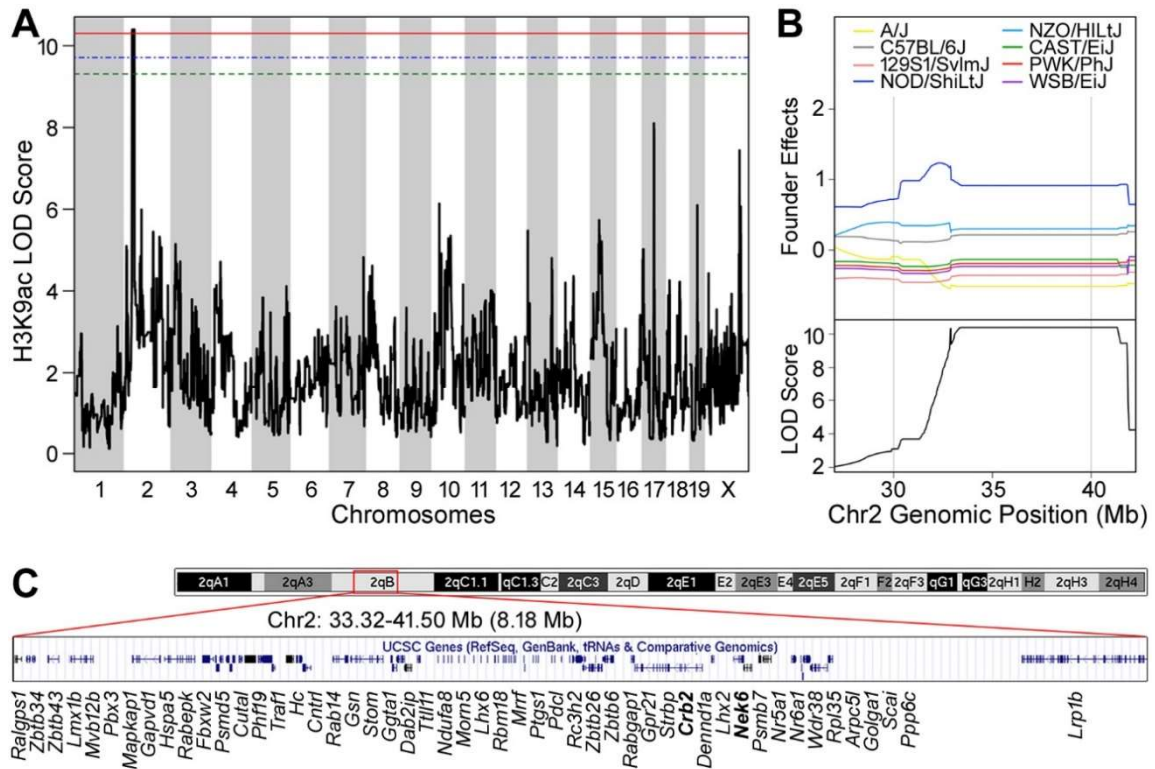 A
H3K9ac LOD Score
10
8
6
4
2
0
1 2 3 4 5 6 7 8 9 10 11 12 13 14 15 16 17 18 19 X
Chromosomes
B
A/J
C57BL/6J
129S1/SvImJ
NOD/ShiLtJ
NZO/HILtJ
CAST/EiJ
PWK/PhJ
WSB/EiJ
Founder Effects
2
1
0
LOD Score
10
8
6
4
2
30 35 40
Chr2 Genomic Position (Mb)
C
2qA1 2qA3 2qB 2qC1.1 qC1.3 C2 2qC3 2qD 2qE1 E2 2qE3 E4 2qE5 2qF1 F2 2qF3 qG1 qG3 2qH1 H2 2qH3 2qH4
Chr2: 33.32-41.50 Mb (8.18 Mb)
UCSC Genes (RefSeq, GenBank, tRNAs & Comparative Genomics)
Ralgps1
Zbtb34
Zbtb43
Lmx1b
Mvb12b
Pbx3
Mapkap1
Gapvd1
Hspa5
Rabepk
Fbxw2
Psmd5
Cutal
Phf19
Traf1
Hc
Cntrl
Rab14
Gsn
Stom
Ggta1
Dab2ip
Ttll11
Ndufa8
Morn5
Lhx6
Rbm18
Mrrf
Ptgs1
Pdcl
Rc3h2
Zbtb26
Zbtb6
Rabgap1
Gpr21
Strbp
Crb2
Dennd1a
Lhx2
Nek6
Psmb7
Nr5a1
Nr6a1
Wdr38
Rpl35
Arpc5l
Golga1
Scai
Ppp6c
Lrp1b